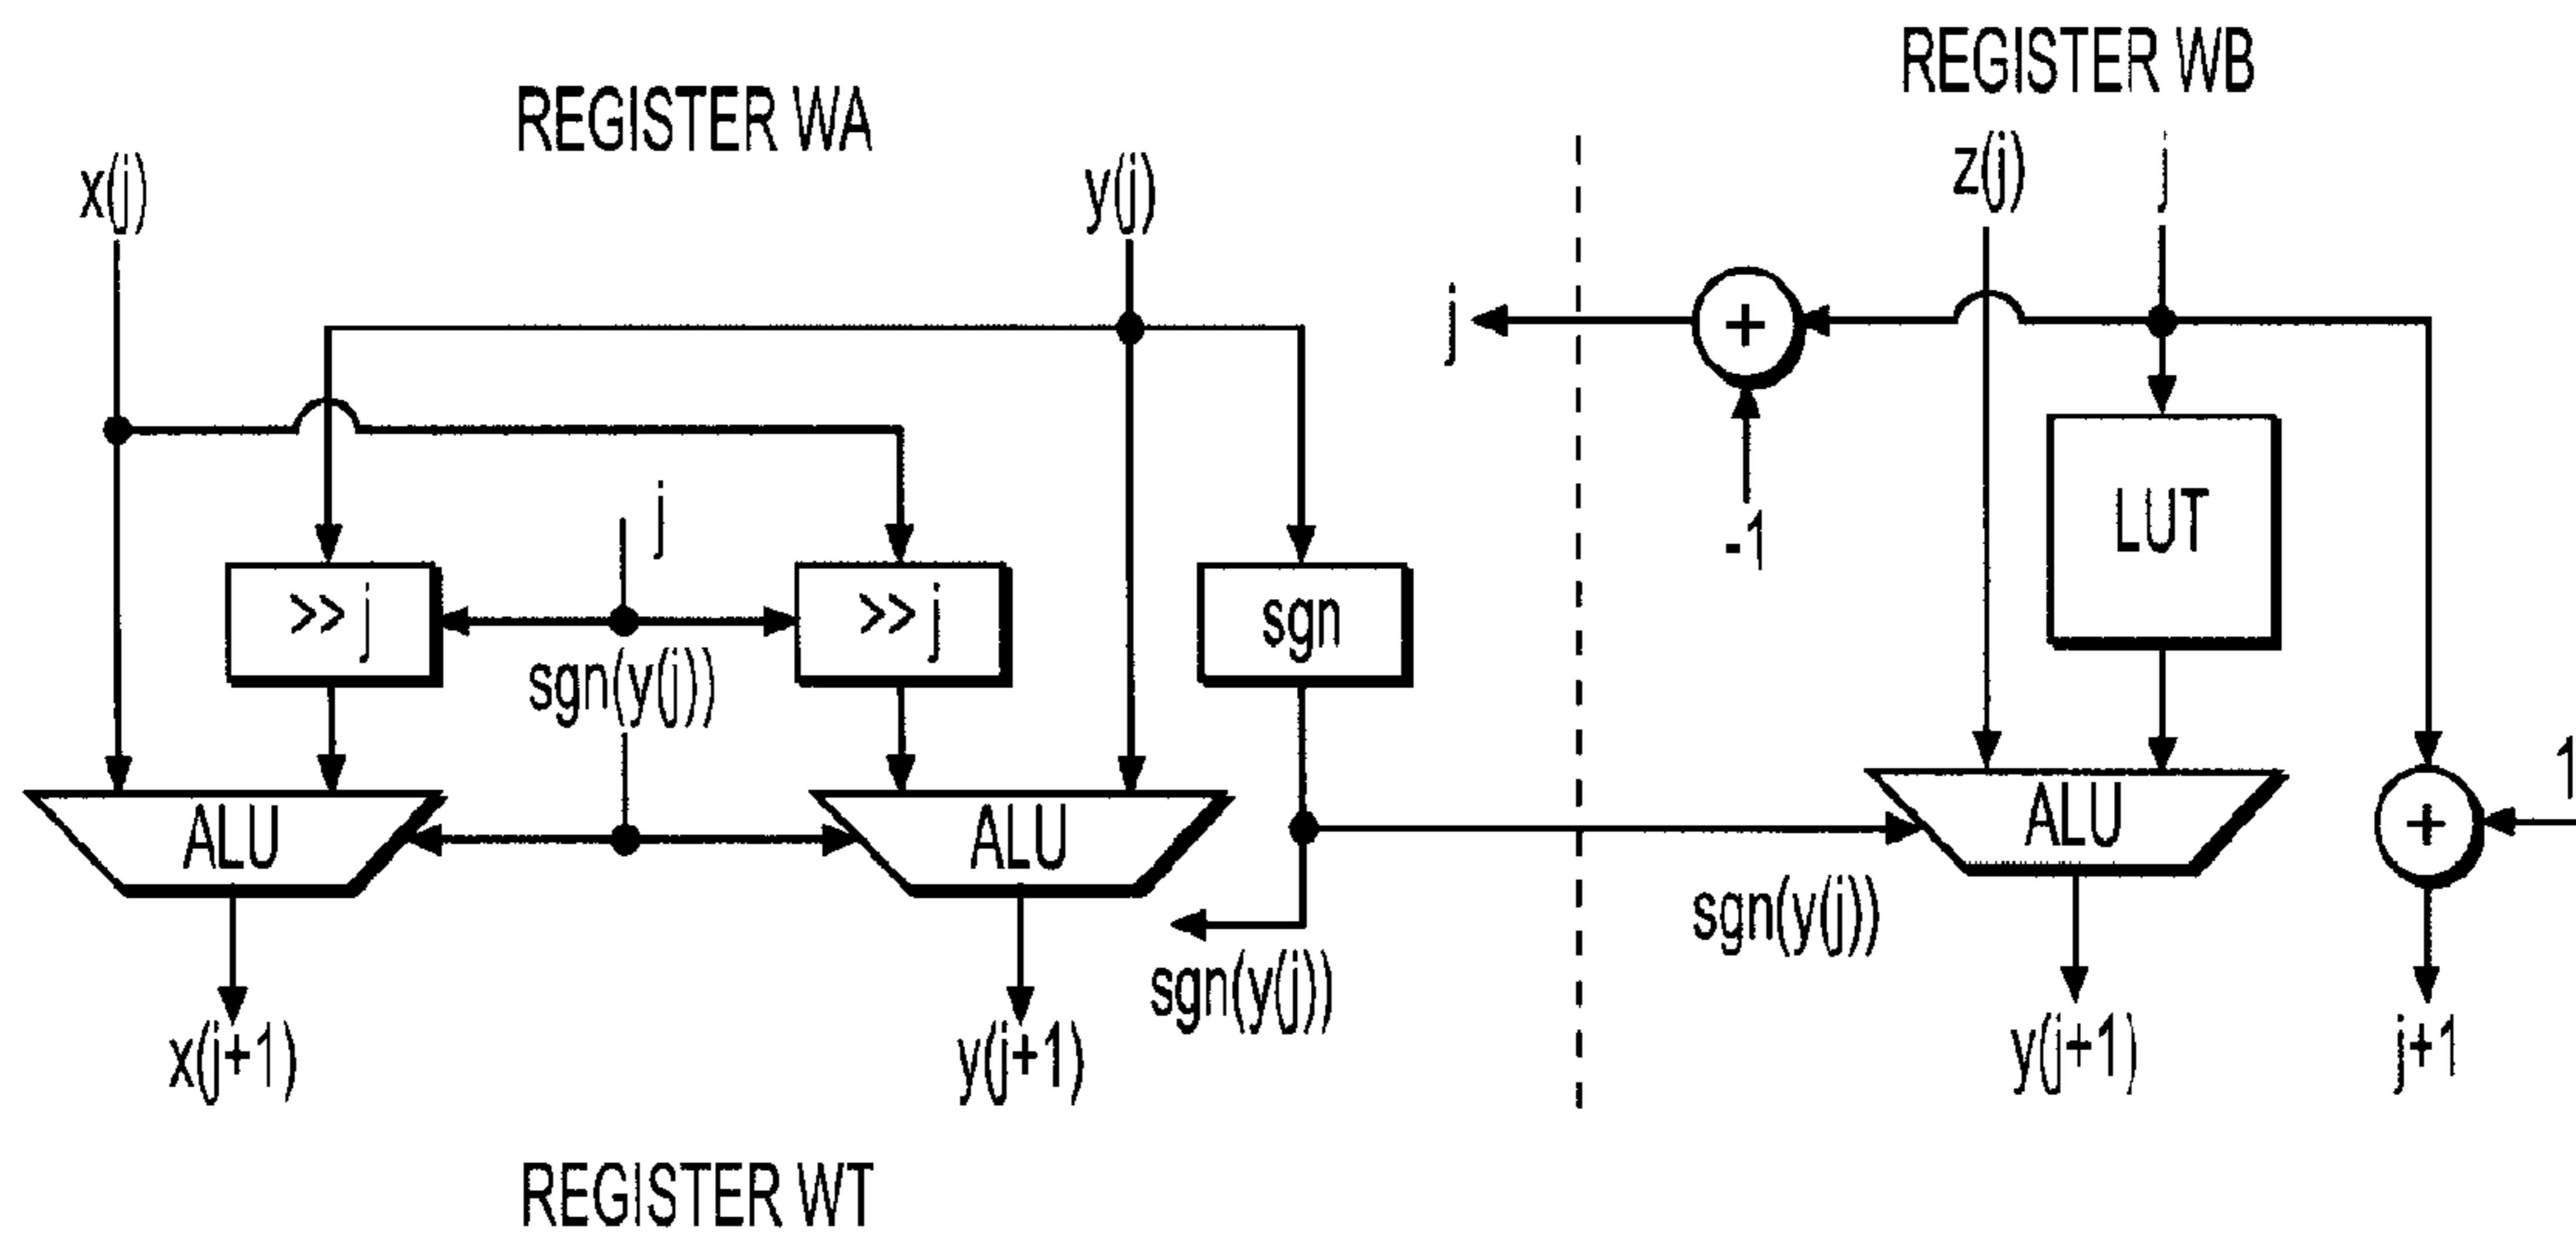 REGISTER WB
REGISTER WA
x(j)
y(j)
z(j)
j
j
-1
LUT
j
>> j
>> j
sgn
sgn(y(j))
1
ALU
ALU
ALU
sgn(y(j))
sgn(y(j))
x(j+1)
y(j+1)
y(j+1)
j+1
REGISTER WT
+
+